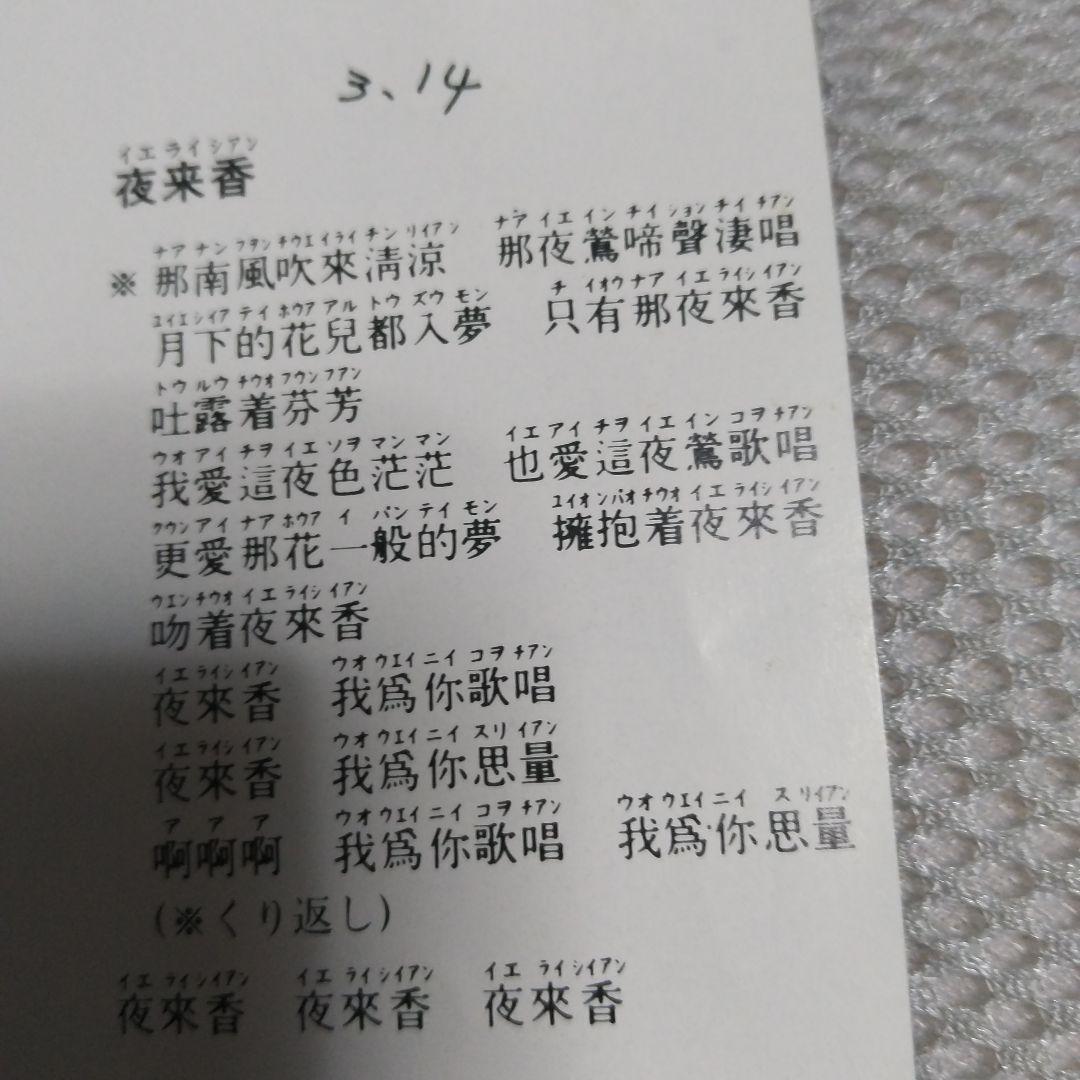 3、14
イエ ライ シアン
夜来香
ナア ナン フタン チウエイ ライ チン リイアン　ナア イエ イン チイ ション チイ チアン
※ 那南風吹來淸涼　那夜鶯啼聲淒唱
ユイエ シイア テイ ホウア アル トウ ズウ モン　チ イオウ ナア イエ ライ シイアン
月下的花兒都入夢　只有那夜來香
トウ ルウ チウオ フウン フアン
吐露着芬芳
ウオ アイ チヲ イエ ソヲ マン マン　イエ アイ チヲ イエ イン コヲ チアン
我愛這夜色茫茫　也愛這夜鶯歌唱
クウン アイ ナア ホウア イ パン テイ モン　ユイオン パオ チウオ イエ ライ シイアン
更愛那花一般的夢　擁抱着夜來香
ウエン チウオ イエ ライ シイアン
吻着夜來香
イエ ライ シイアン　ウオ ウエイ ニイ コヲ チアン
夜來香　我爲你歌唱
イエ ライ シイアン　ウオ ウエイ ニイ スリイアン
夜來香　我爲你思量
ア ア ア　ウオ ウエイ ニイ コヲ チアン　ウオ ウエイ ニイ ス リイアン
啊啊啊　我爲你歌唱　我爲你思量
(※くり返し)
イエ ライ シイアン　イエ ライ シイアン　イエ ライ シイアン
夜來香　夜來香　夜來香